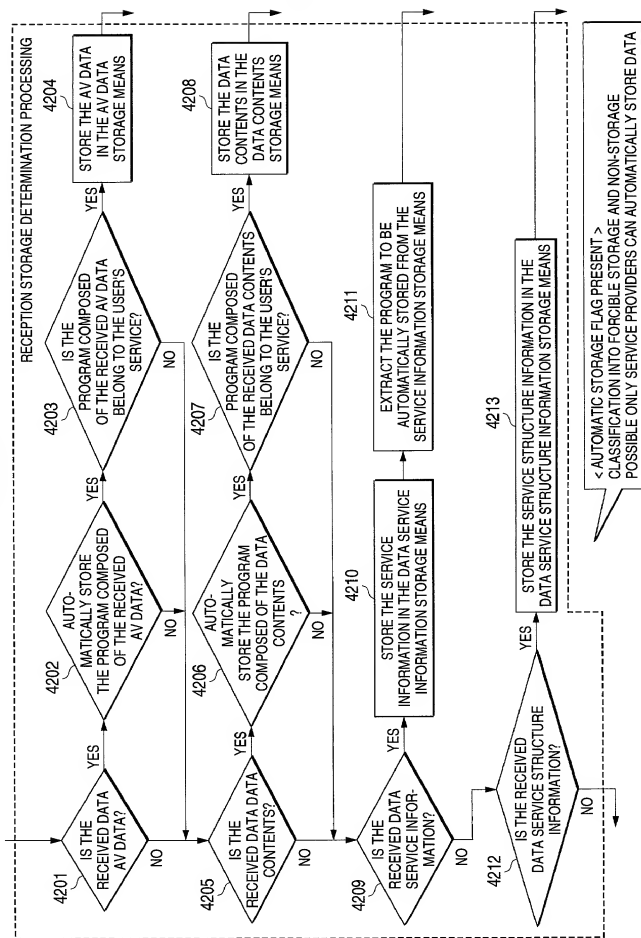 RECEPTION STORAGE DETERMINATION PROCESSING
4201
IS THE
RECEIVED DATA
AV DATA?
YES
NO
4202
AUTO-
MATICALLY STORE
THE PROGRAM COMPOSED
OF THE RECEIVED
AV DATA?
YES
NO
4203
IS THE
PROGRAM COMPOSED
OF THE RECEIVED AV DATA
BELONG TO THE USER'S
SERVICE?
YES
NO
4204
STORE THE AV DATA
IN THE AV DATA
STORAGE MEANS
4205
IS THE
RECEIVED DATA DATA
CONTENTS?
YES
NO
4206
AUTO-
MATICALLY
STORE THE PROGRAM
COMPOSED OF THE DATA
CONTENTS
?
YES
NO
4207
IS THE
PROGRAM COMPOSED
OF THE RECEIVED DATA CONTENTS
BELONG TO THE USER'S
SERVICE?
YES
NO
4208
STORE THE DATA
CONTENTS IN THE
DATA CONTENTS
STORAGE MEANS
4209
IS THE
RECEIVED DATA
SERVICE INFOR-
MATION?
YES
NO
4210
STORE THE SERVICE
INFORMATION IN THE DATA SERVICE
INFORMATION STORAGE MEANS
4211
EXTRACT THE PROGRAM TO BE
AUTOMATICALLY STORED FROM THE
SERVICE INFORMATION STORAGE MEANS
4212
IS THE RECEIVED
DATA SERVICE STRUCTURE
INFORMATION?
YES
NO
4213
STORE THE SERVICE STRUCTURE INFORMATION IN THE
DATA SERVICE STRUCTURE INFORMATION STORAGE MEANS
< AUTOMATIC STORAGE FLAG PRESENT >
CLASSIFICATION INTO FORCIBLE STORAGE AND NON-STORAGE
POSSIBLE ONLY SERVICE PROVIDERS CAN AUTOMATICALLY STORE DATA